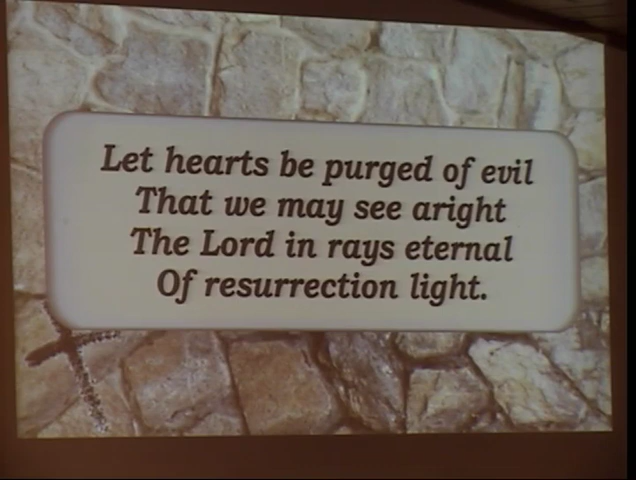 Let hearts be purged of evil
That we may see aright
The Lord in rays eternal
Of resurrection light.